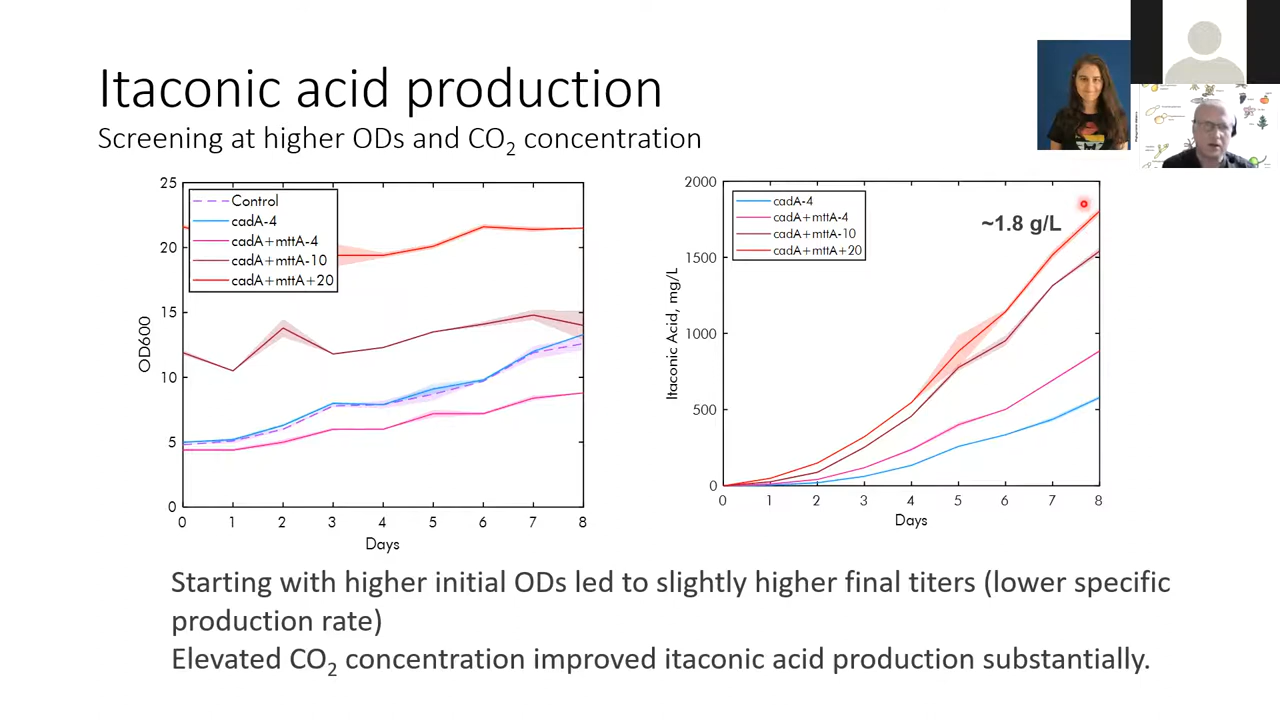 Itaconic acid production
Screening at higher ODs and CO2 concentration
25
20
15
10
5
0
OD600
Control
cadA-4
cadA+mttA-4
cadA+mttA-10
cadA+mttA+20
0 1 2 3 4 5 6 7 8
Days
2000
1500
1000
500
0
Itaconic Acid, mg/L
cadA-4
cadA+mttA-4
cadA+mttA-10
cadA+mttA+20
~1.8 g/L
0 1 2 3 4 5 6 7 8
Days
Starting with higher initial ODs led to slightly higher final titers (lower specific
production rate)
Elevated CO2 concentration improved itaconic acid production substantially.